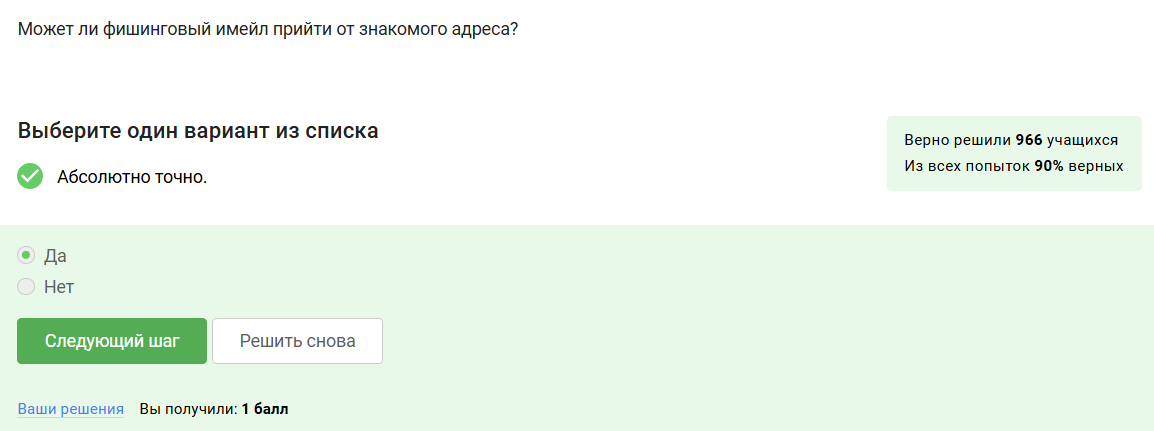 Может ли фишинговый имейл прийти от знакомого адреса?
Выберите один вариант из списка
Верно решили 966 учащихся
Из всех попыток 90% верных
Абсолютно точно.
Да
Нет
Следующий шаг
Решить снова
Ваши решения Вы получили: 1 балл